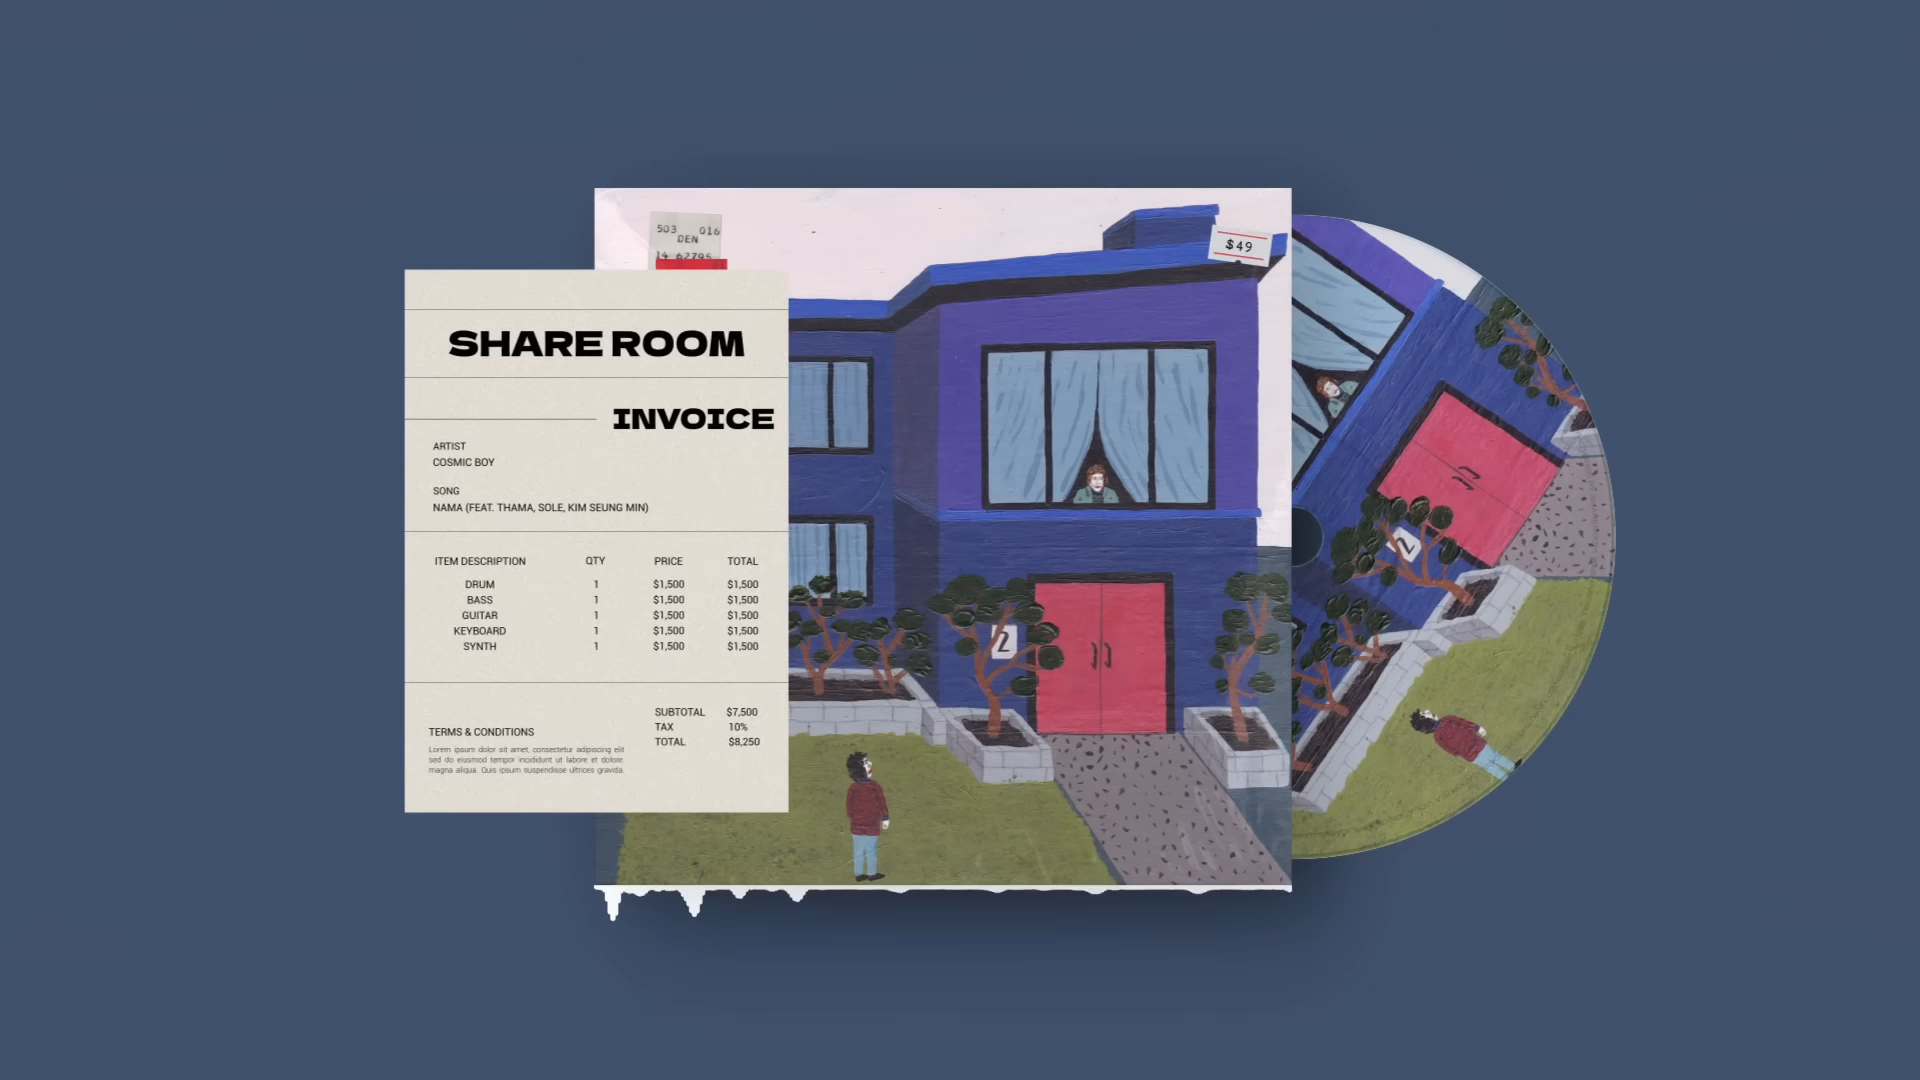 503 016
DEN
14 62795
$49
SHARE ROOM
INVOICE
ARTIST
COSMIC BOY
SONG
NAMA (FEAT. THAMA, SOLE, KIM SEUNG MIN)
ITEM DESCRIPTION QTY PRICE TOTAL
DRUM 1 $1,500 $1,500
BASS 1 $1,500 $1,500
GUITAR 1 $1,500 $1,500
KEYBOARD 1 $1,500 $1,500
SYNTH 1 $1,500 $1,500
SUBTOTAL $7,500
TAX 10%
TOTAL $8,250
TERMS & CONDITIONS
Lorem ipsum dolor sit amet, consectetur adipiscing elit
sed do eiusmod tempor incididunt ut labore et dolore
magna aliqua. Quis ipsum suspendisse ultrices gravida.
2
2